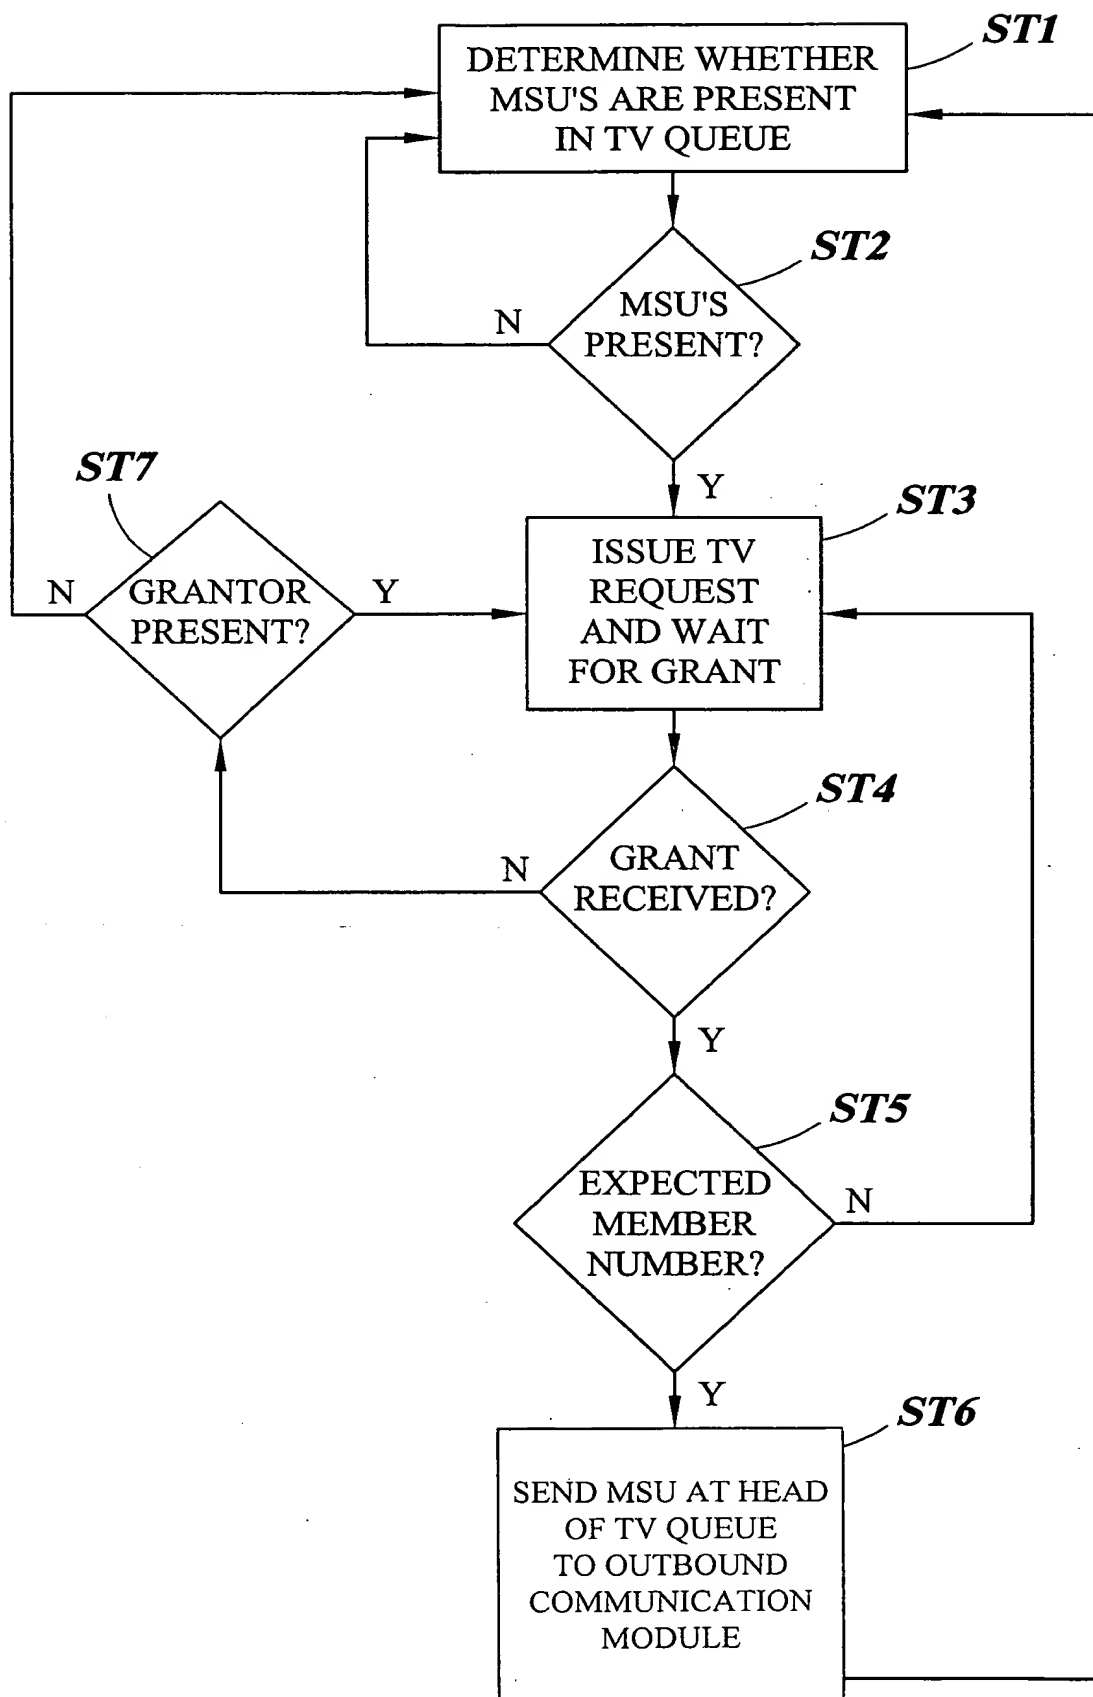 ST1
DETERMINE WHETHER
MSU'S ARE PRESENT
IN TV QUEUE
ST2
MSU'S
PRESENT?
N
Y
ST7
GRANTOR
PRESENT?
N
Y
ST3
ISSUE TV
REQUEST
AND WAIT
FOR GRANT
ST4
GRANT
RECEIVED?
N
Y
ST5
EXPECTED
MEMBER
NUMBER?
N
Y
ST6
SEND MSU AT HEAD
OF TV QUEUE
TO OUTBOUND
COMMUNICATION
MODULE